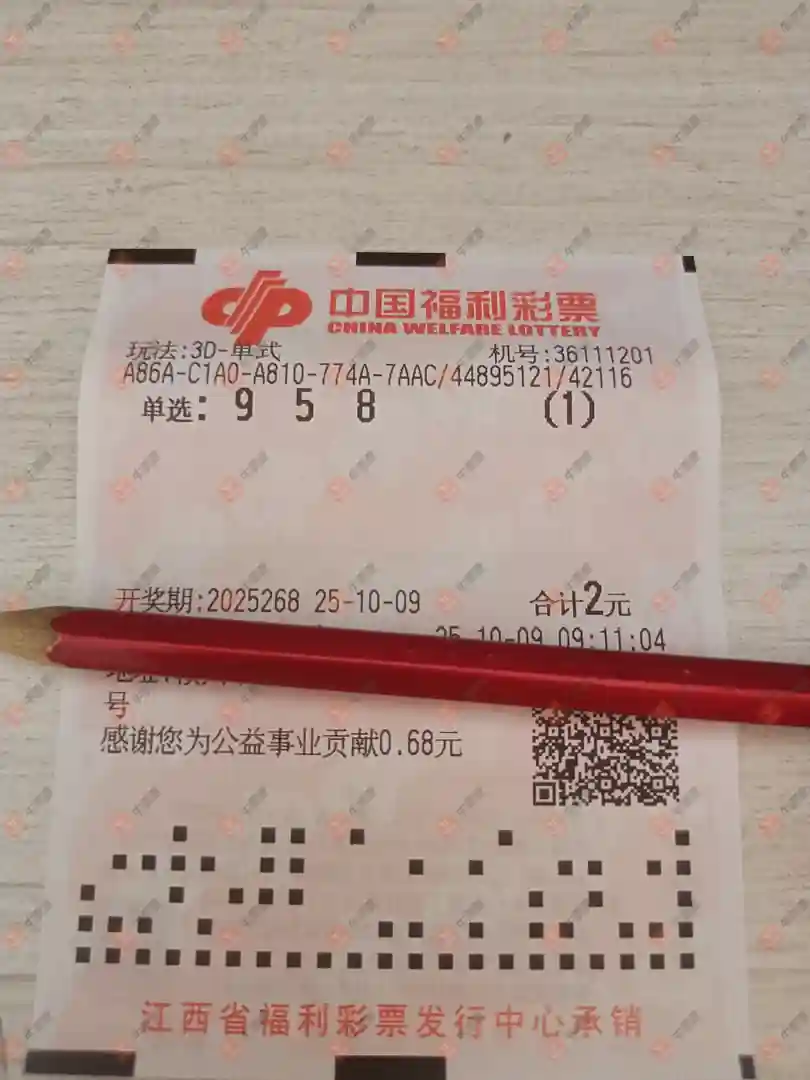 中国福利彩票
CHINA WELFARE LOTTERY
玩法:3D-单式 机号:36111201
A86A-C1A0-A810-774A-7AAC/44895121/42116
单选: 9 5 8 (1)
开奖期:2025268 25-10-09 合计2元
25-10-09 09:11:04
地址:
号
感谢您为公益事业贡献0.68元
江西省福利彩票发行中心承销